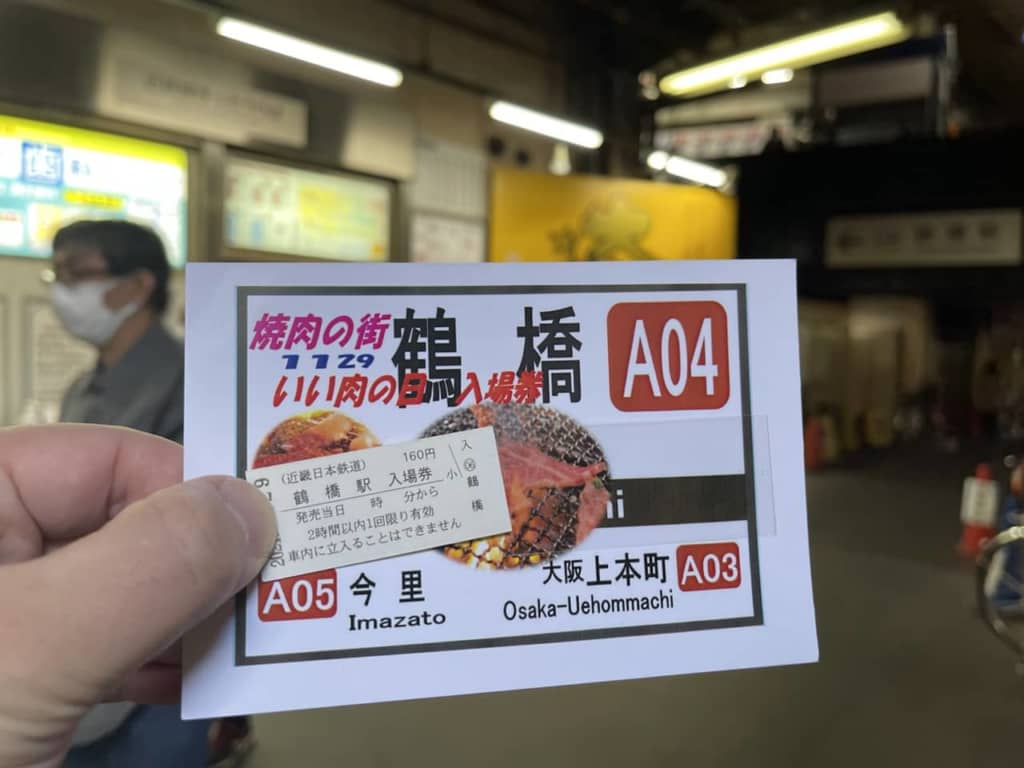 焼肉の街
1129
鶴橋
A04
いい肉の日 入場券
(近畿日本鉄道) 160円
鶴橋駅 入場券 小
発売当日 時 分から
2時間以内1回限り有効
車内に立入ることはできません
入
鶴
橋
hi
A05 今里
Imazato
大阪上本町 A03
Osaka-Uehommachi